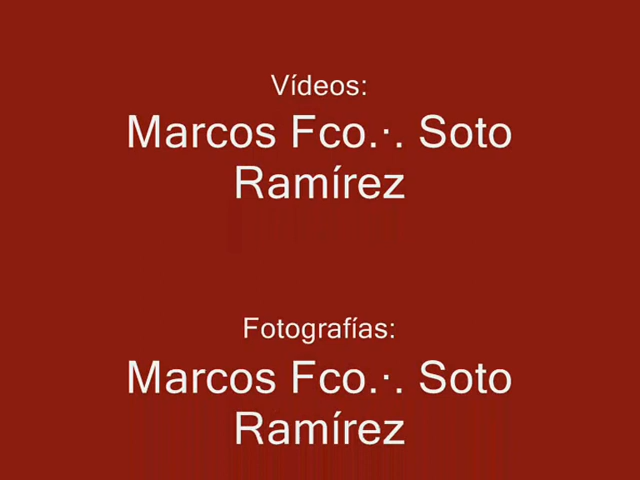 Vídeos:
Marcos Fco.·. Soto
Ramírez
Fotografías:
Marcos Fco.·. Soto
Ramírez